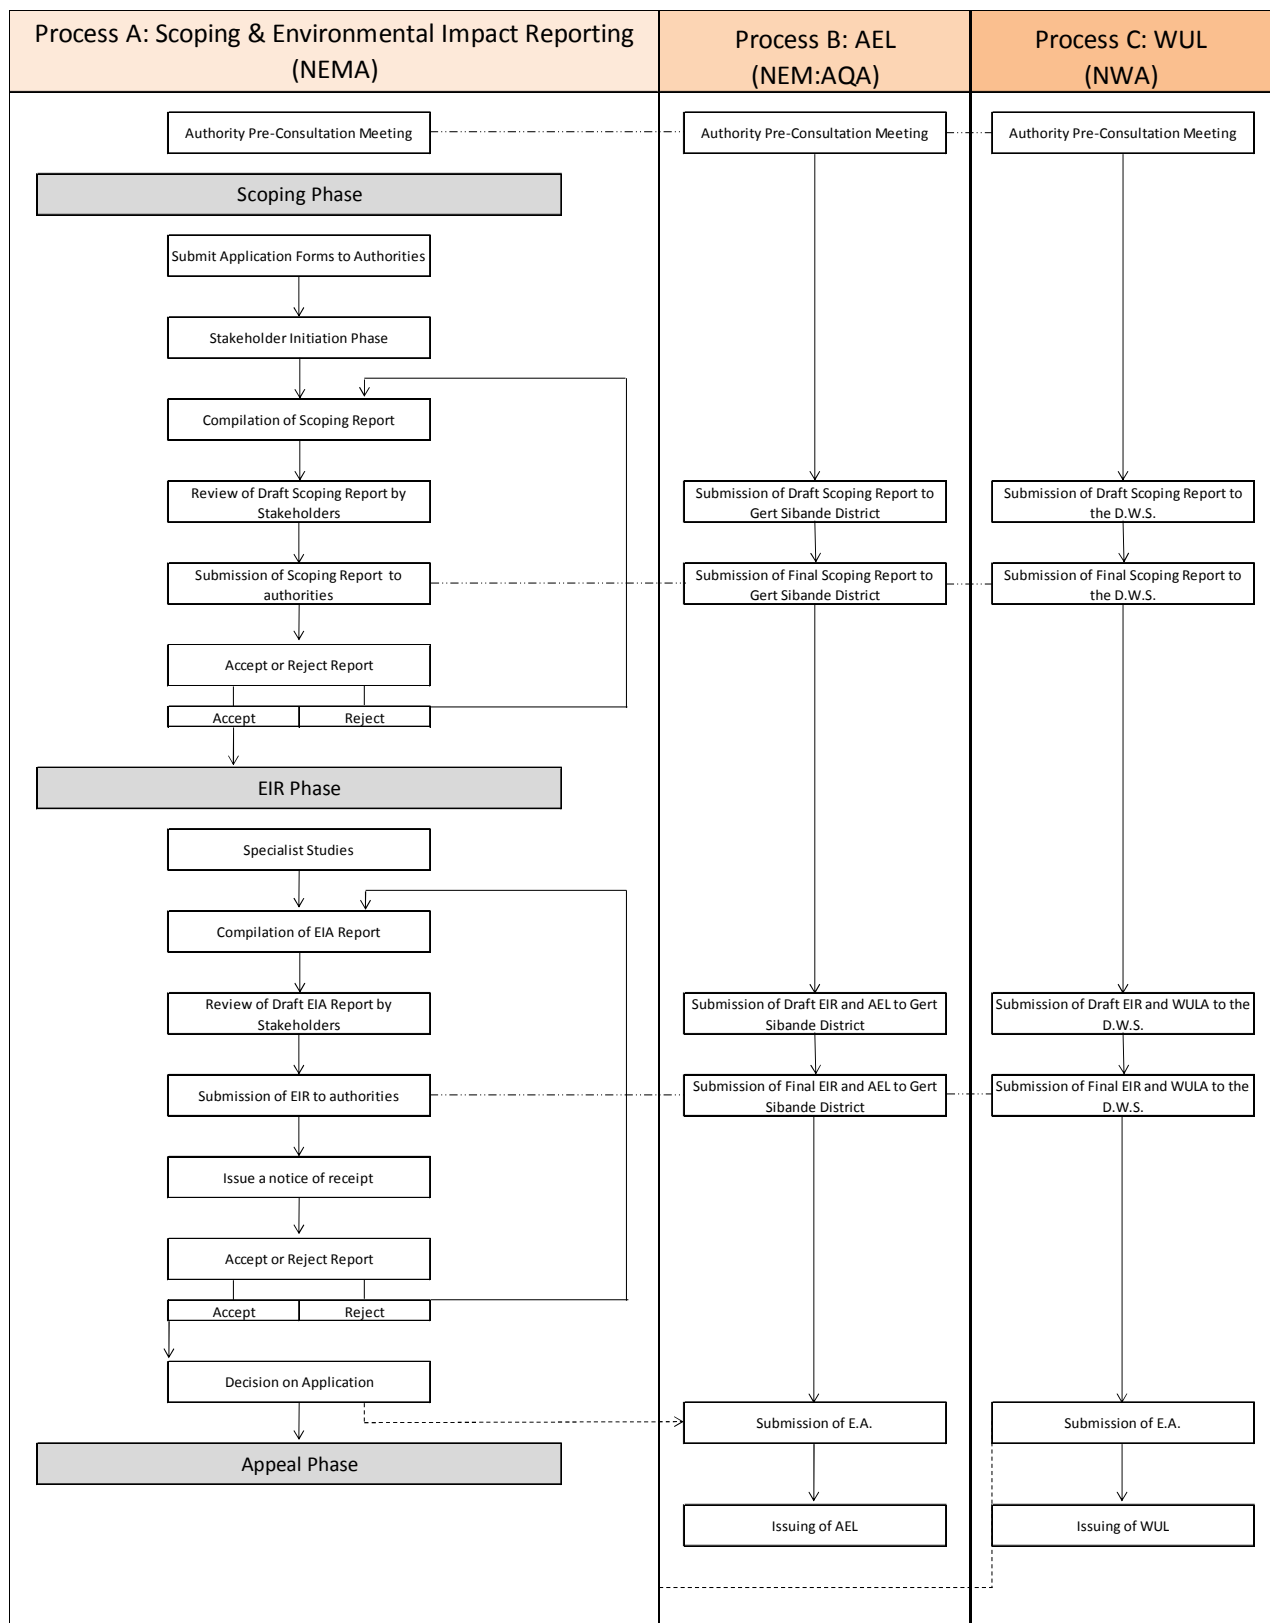 Process A: Scoping & Environmental Impact Reporting
(NEMA)
Process B: AEL
(NEM:AQA)
Process C: WUL
(NWA)
Authority Pre-Consultation Meeting
Authority Pre-Consultation Meeting
Authority Pre-Consultation Meeting
Scoping Phase
Submit Application Forms to Authorities
Stakeholder Initiation Phase
Compilation of Scoping Report
Review of Draft Scoping Report by
Stakeholders
Submission of Draft Scoping Report to
Gert Sibande District
Submission of Draft Scoping Report to
the D.W.S.
Submission of Scoping Report to
authorities
Submission of Final Scoping Report to
Gert Sibande District
Submission of Final Scoping Report to
the D.W.S.
Accept or Reject Report
Accept
Reject
EIR Phase
Specialist Studies
Compilation of EIA Report
Review of Draft EIA Report by
Stakeholders
Submission of Draft EIR and AEL to Gert
Sibande District
Submission of Draft EIR and WULA to the
D.W.S.
Submission of EIR to authorities
Submission of Final EIR and AEL to Gert
Sibande District
Submission of Final EIR and WULA to the
D.W.S.
Issue a notice of receipt
Accept or Reject Report
Accept
Reject
Decision on Application
Submission of E.A.
Submission of E.A.
Appeal Phase
Issuing of AEL
Issuing of WUL